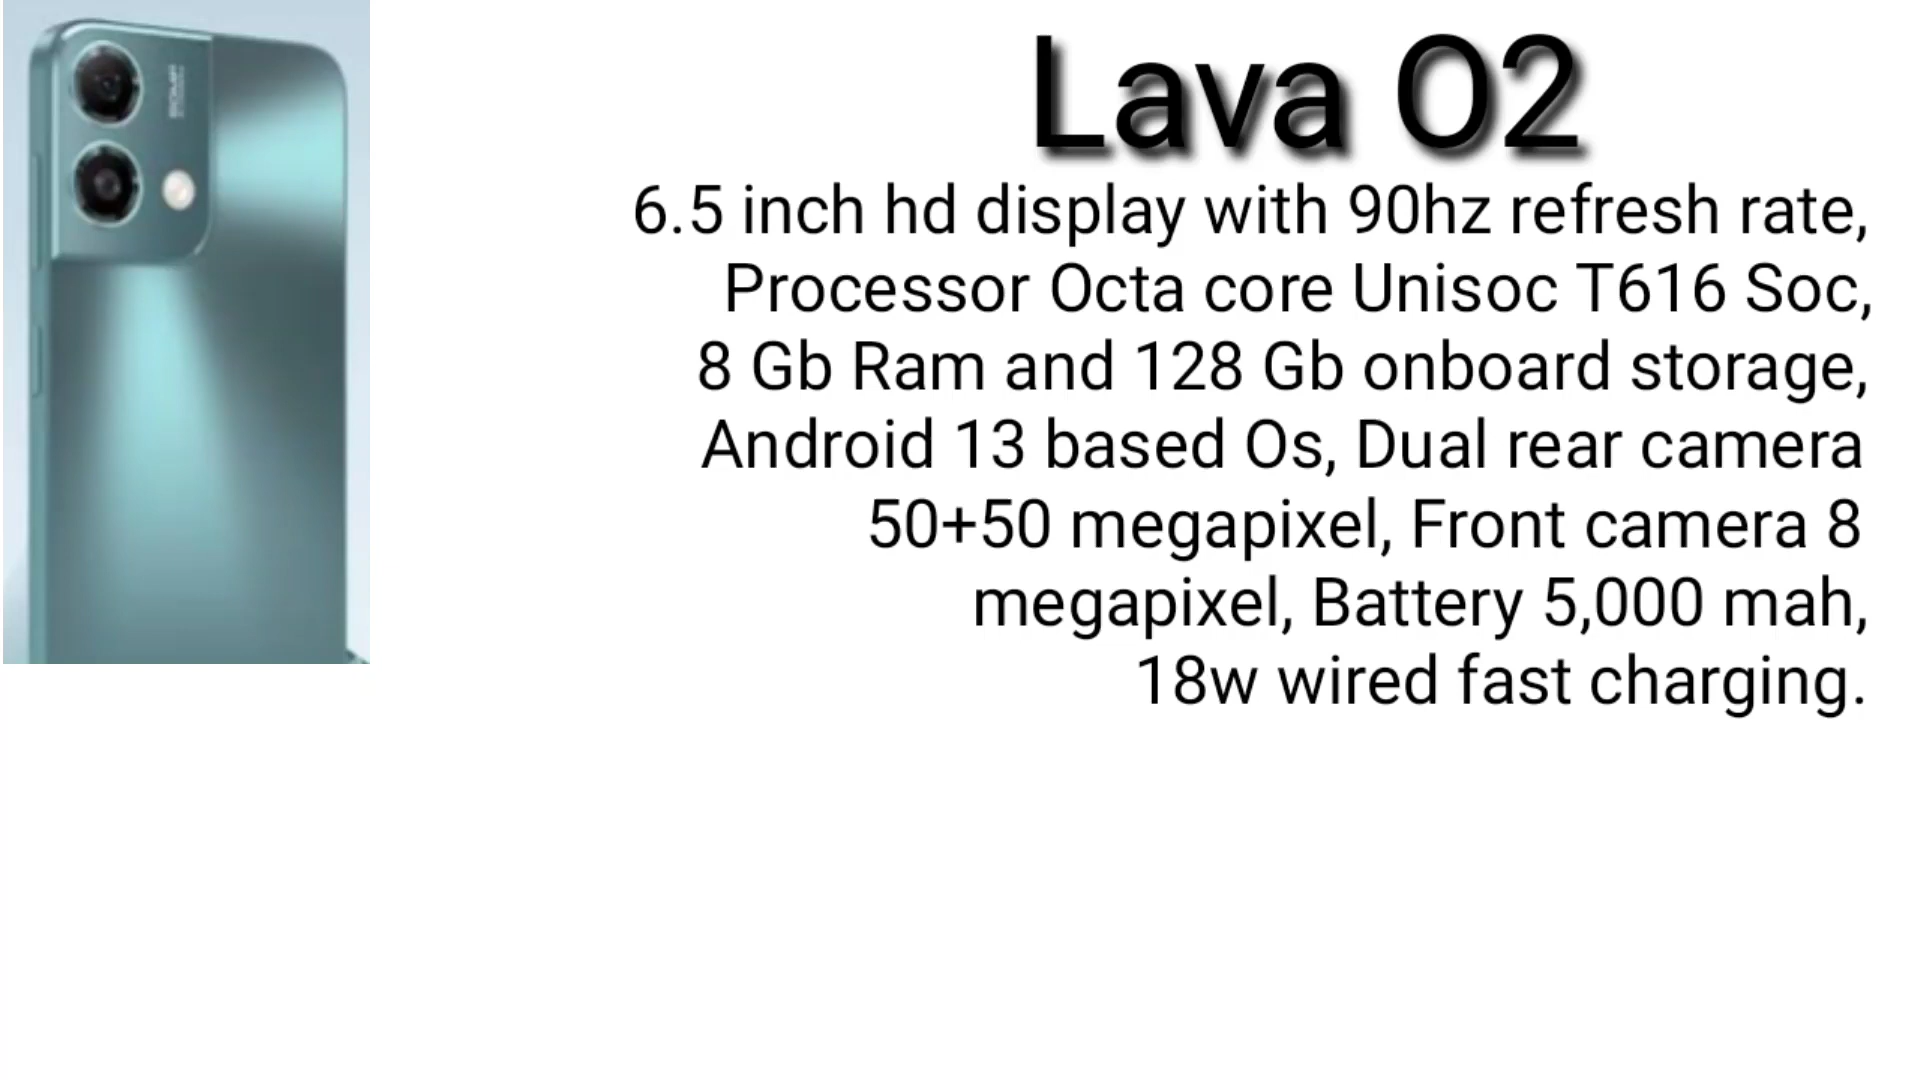 Lava O2
6.5 inch hd display with 90hz refresh rate,
Processor Octa core Unisoc T616 Soc,
8 Gb Ram and 128 Gb onboard storage,
Android 13 based Os, Dual rear camera
50+50 megapixel, Front camera 8
megapixel, Battery 5,000 mah,
18w wired fast charging.